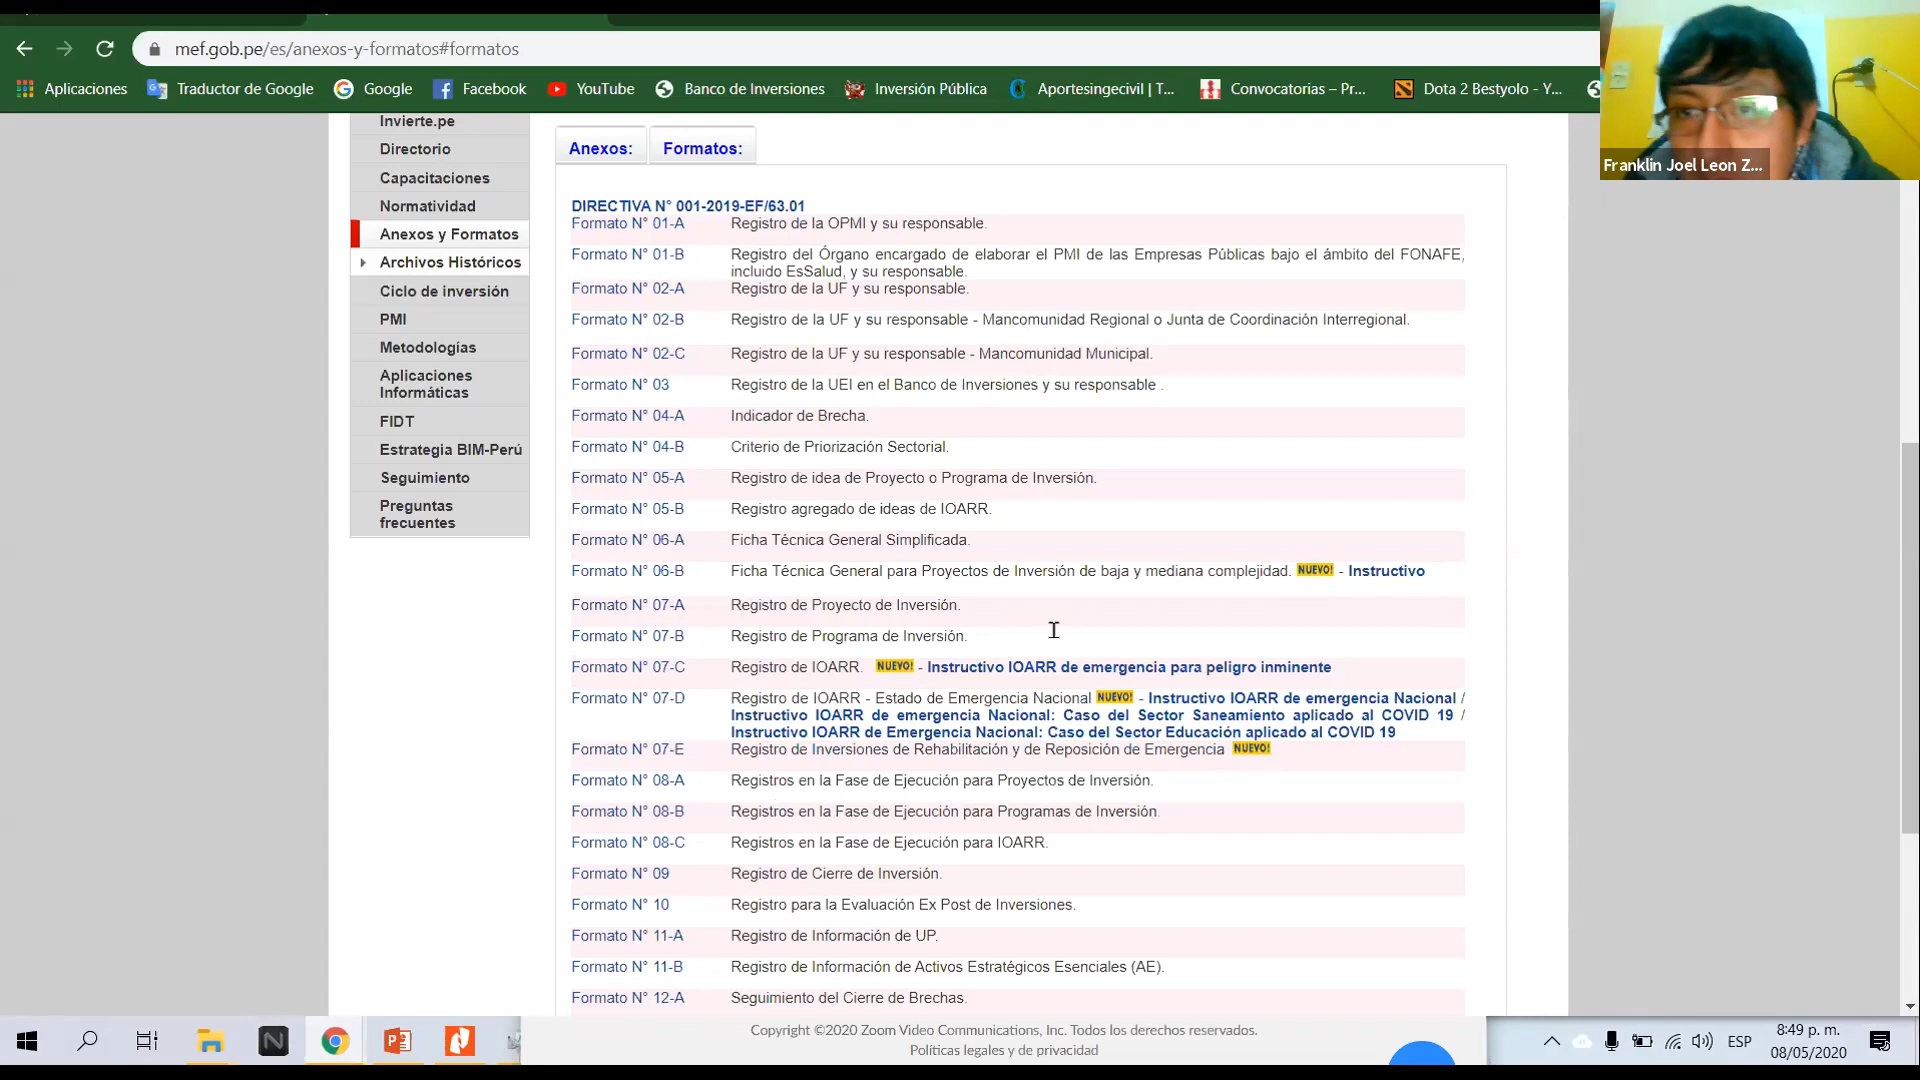 mef.gob.pe/es/anexos-y-formatos#formatos
Aplicaciones
Traductor de Google
Google
Facebook
YouTube
Banco de Inversiones
Inversión Pública
Aportesingecivil | T...
Convocatorias – Pr...
Dota 2 Bestyolo - Y...
Franklin Joel Leon Z...
Invierte.pe
Directorio
Capacitaciones
Normatividad
Anexos y Formatos
Archivos Históricos
Ciclo de inversión
PMI
Metodologías
Aplicaciones
Informáticas
FIDT
Estrategia BIM-Perú
Seguimiento
Preguntas
frecuentes
Anexos: Formatos:
DIRECTIVA N° 001-2019-EF/63.01
Formato N° 01-A Registro de la OPMI y su responsable.
Formato N° 01-B Registro del Órgano encargado de elaborar el PMI de las Empresas Públicas bajo el ámbito del FONAFE,
incluido EsSalud, y su responsable.
Formato N° 02-A Registro de la UF y su responsable.
Formato N° 02-B Registro de la UF y su responsable - Mancomunidad Regional o Junta de Coordinación Interregional.
Formato N° 02-C Registro de la UF y su responsable - Mancomunidad Municipal.
Formato N° 03 Registro de la UEI en el Banco de Inversiones y su responsable .
Formato N° 04-A Indicador de Brecha.
Formato N° 04-B Criterio de Priorización Sectorial.
Formato N° 05-A Registro de idea de Proyecto o Programa de Inversión.
Formato N° 05-B Registro agregado de ideas de IOARR.
Formato N° 06-A Ficha Técnica General Simplificada.
Formato N° 06-B Ficha Técnica General para Proyectos de Inversión de baja y mediana complejidad. NUEVO! - Instructivo
Formato N° 07-A Registro de Proyecto de Inversión.
Formato N° 07-B Registro de Programa de Inversión.
Formato N° 07-C Registro de IOARR. NUEVO! - Instructivo IOARR de emergencia para peligro inminente
Formato N° 07-D Registro de IOARR - Estado de Emergencia Nacional NUEVO! - Instructivo IOARR de emergencia Nacional /
Instructivo IOARR de emergencia Nacional: Caso del Sector Saneamiento aplicado al COVID 19 /
Instructivo IOARR de Emergencia Nacional: Caso del Sector Educación aplicado al COVID 19
Formato N° 07-E Registro de Inversiones de Rehabilitación y de Reposición de Emergencia NUEVO!
Formato N° 08-A Registros en la Fase de Ejecución para Proyectos de Inversión.
Formato N° 08-B Registros en la Fase de Ejecución para Programas de Inversión.
Formato N° 08-C Registros en la Fase de Ejecución para IOARR.
Formato N° 09 Registro de Cierre de Inversión.
Formato N° 10 Registro para la Evaluación Ex Post de Inversiones.
Formato N° 11-A Registro de Información de UP.
Formato N° 11-B Registro de Información de Activos Estratégicos Esenciales (AE).
Formato N° 12-A Seguimiento del Cierre de Brechas.
Copyright ©2020 Zoom Video Communications, Inc. Todos los derechos reservados.
Políticas legales y de privacidad
ESP
8:49 p. m.
08/05/2020